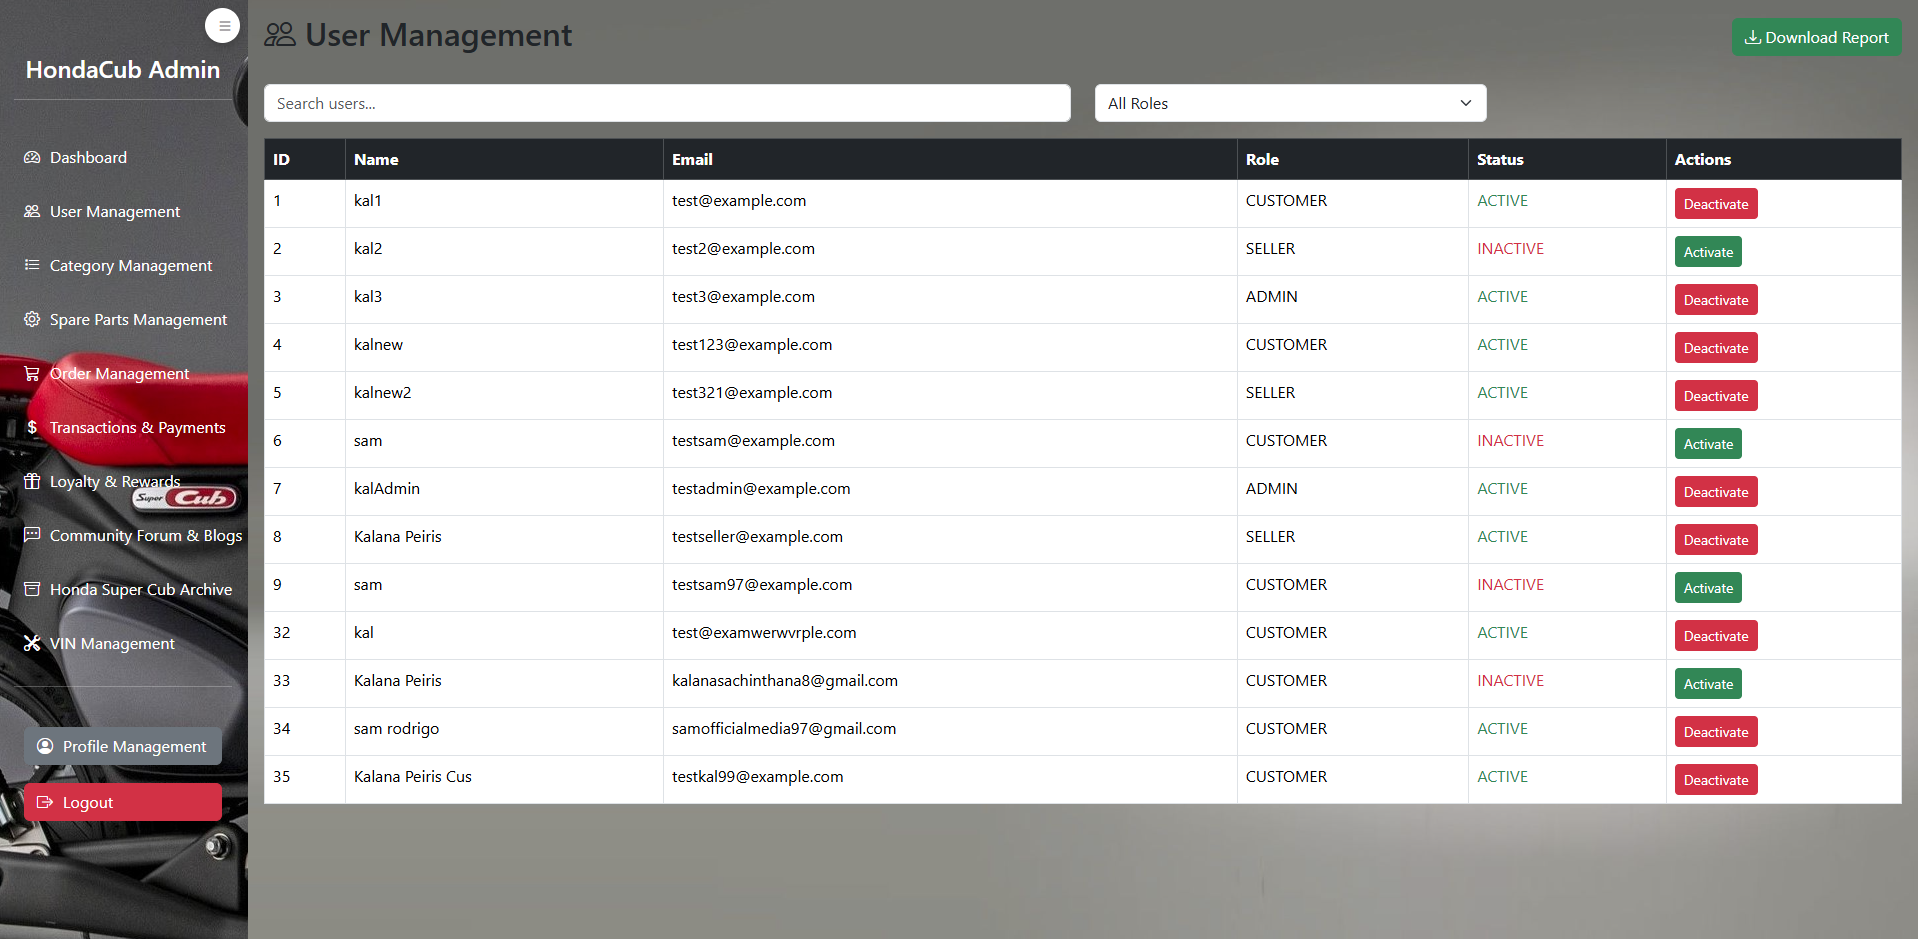 HondaCub Admin
Dashboard
User Management
Category Management
Spare Parts Management
Order Management
Transactions & Payments
Loyalty & Rewards
Super Cub
Community Forum & Blogs
Honda Super Cub Archive
VIN Management
Profile Management
Logout
User Management
Download Report
Search users...
All Roles
ID Name Email Role Status Actions
1 kal1 test@example.com CUSTOMER ACTIVE Deactivate
2 kal2 test2@example.com SELLER INACTIVE Activate
3 kal3 test3@example.com ADMIN ACTIVE Deactivate
4 kalnew test123@example.com CUSTOMER ACTIVE Deactivate
5 kalnew2 test321@example.com SELLER ACTIVE Deactivate
6 sam testsam@example.com CUSTOMER INACTIVE Activate
7 kalAdmin testadmin@example.com ADMIN ACTIVE Deactivate
8 Kalana Peiris testseller@example.com SELLER ACTIVE Deactivate
9 sam testsam97@example.com CUSTOMER INACTIVE Activate
32 kal test@examwerwvrple.com CUSTOMER ACTIVE Deactivate
33 Kalana Peiris kalanasachinthana8@gmail.com CUSTOMER INACTIVE Activate
34 sam rodrigo samofficialmedia97@gmail.com CUSTOMER ACTIVE Deactivate
35 Kalana Peiris Cus testkal99@example.com CUSTOMER ACTIVE Deactivate